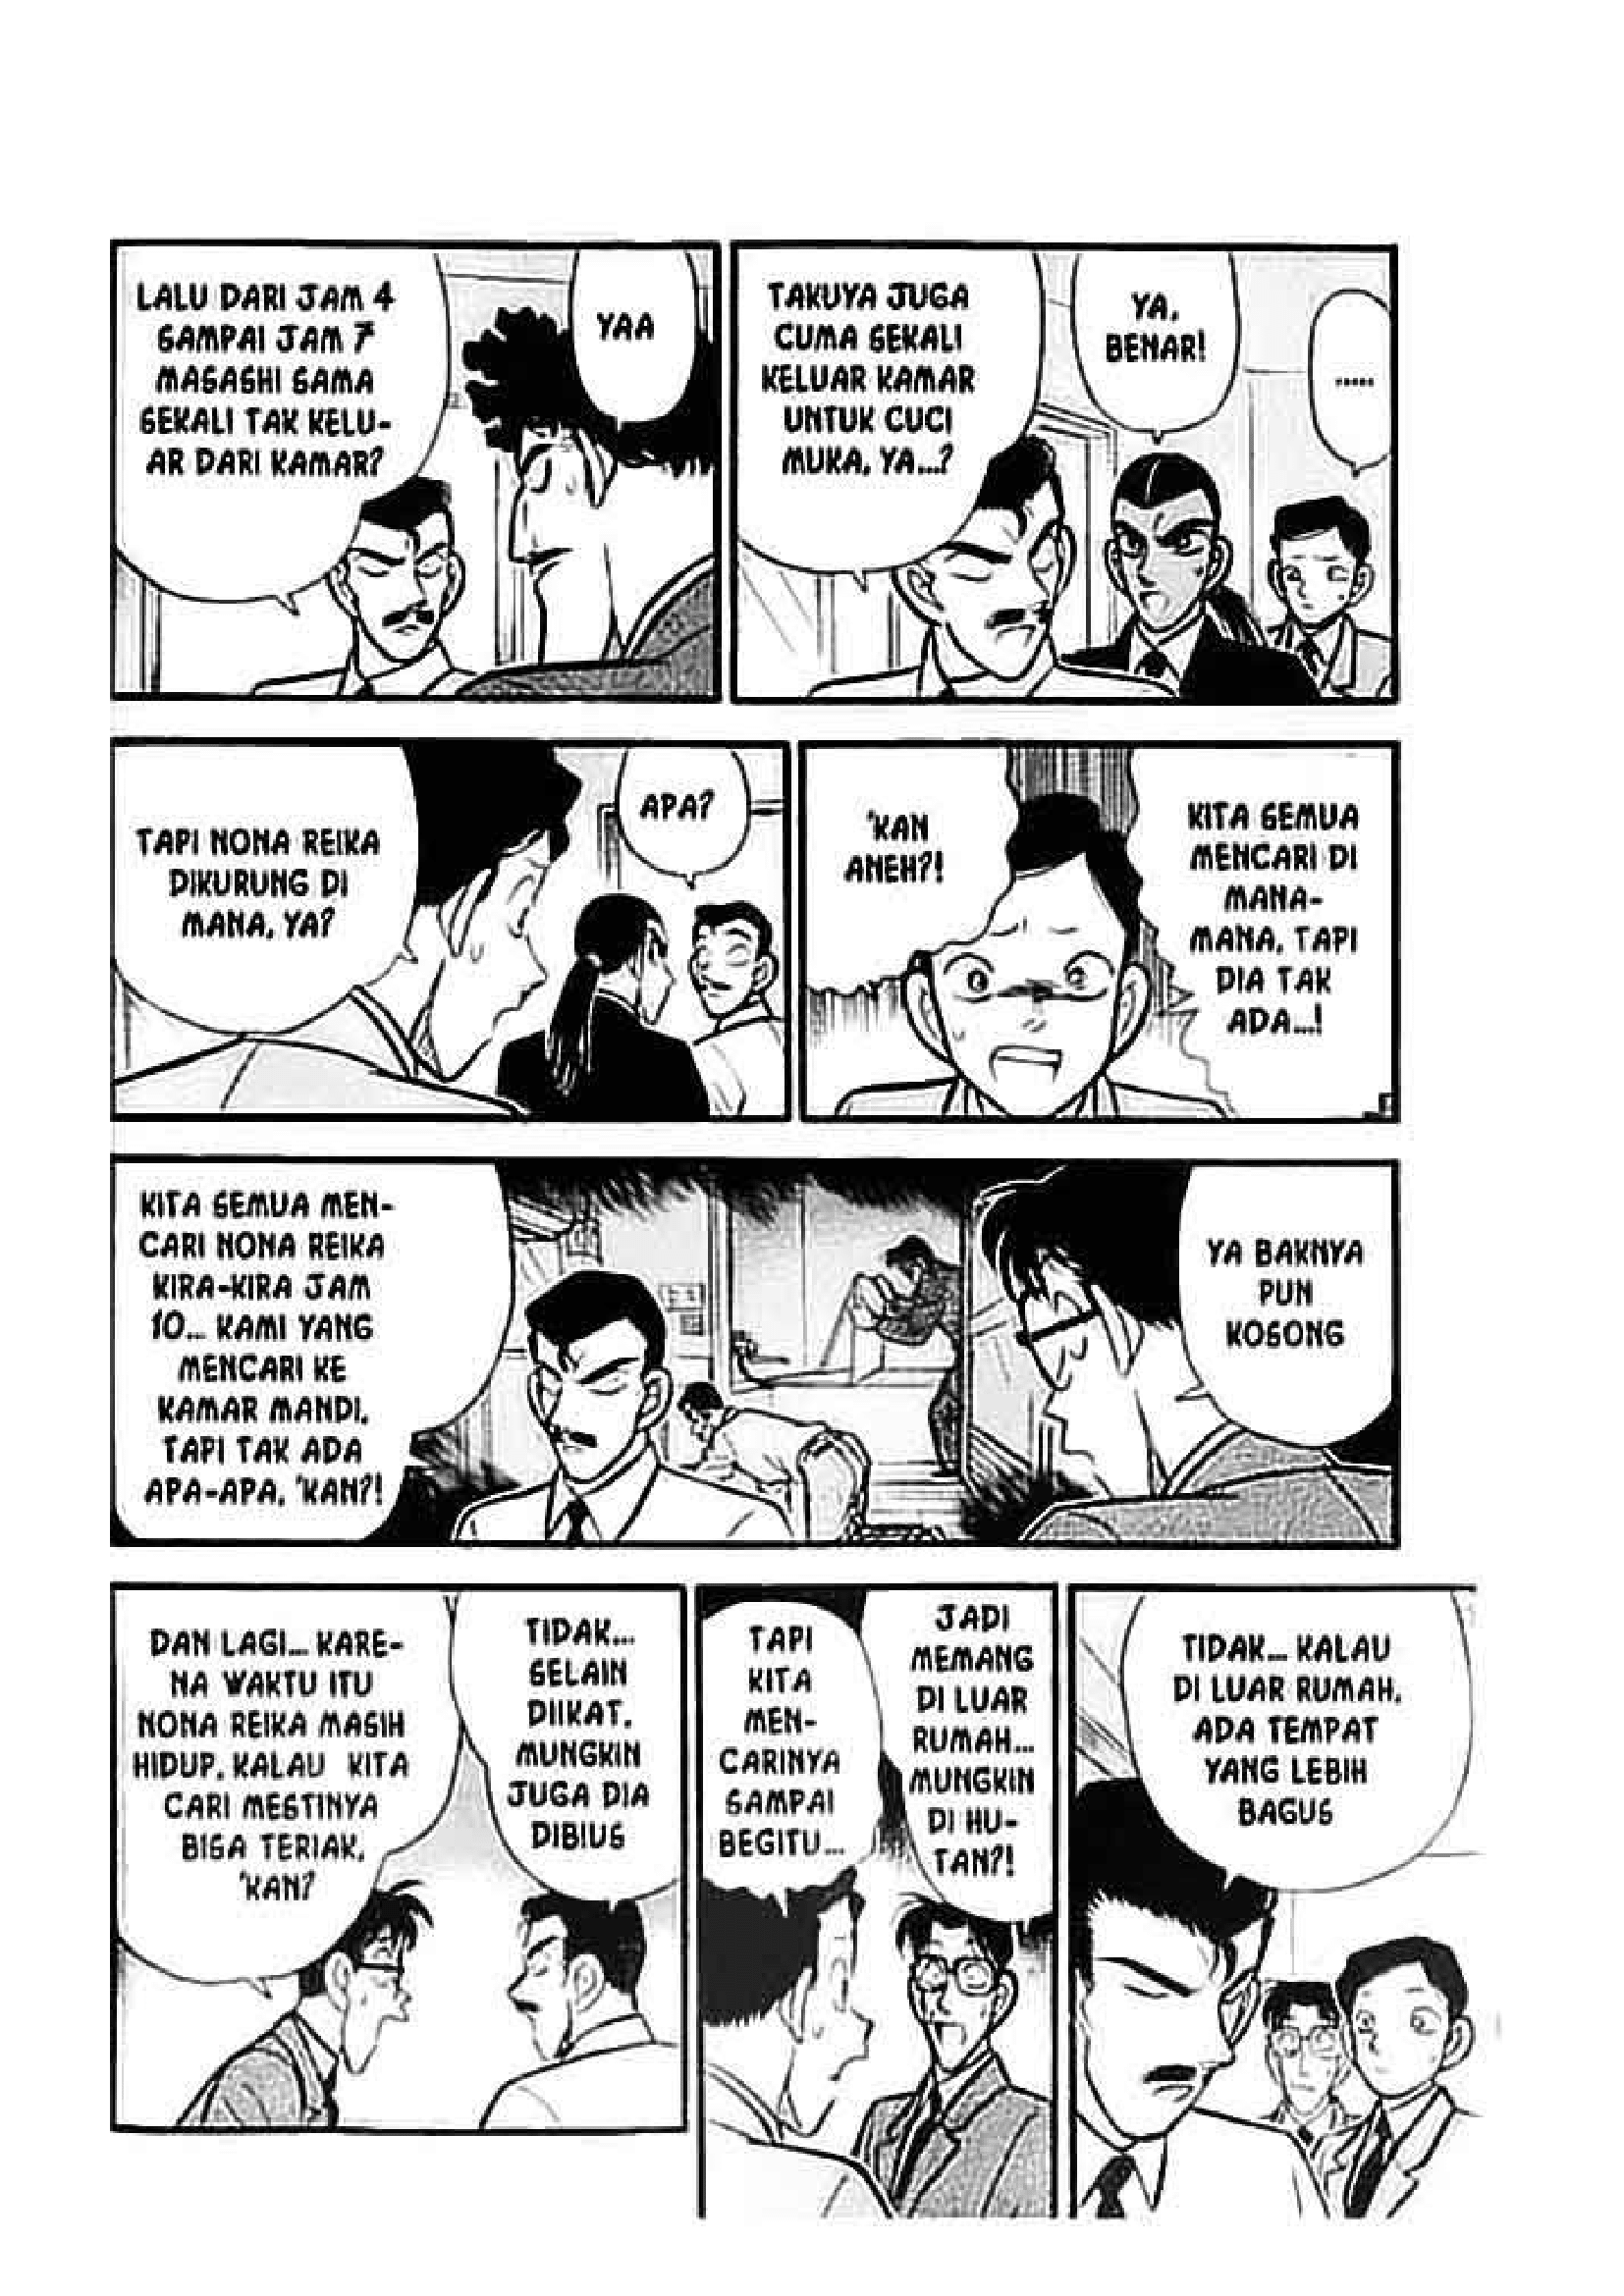 LALU DARI JAM 4
SAMPAI JAM 7
MASASHI SAMA
SEKALI TAK KELU-
AR DARI KAMAR?
YAA
TAKUYA JUGA
CUMA SEKALI
KELUAR KAMAR
UNTUK CUCI
MUKA, YA...?
YA,
BENAR!
.....
TAPI NONA REIKA
DIKURUNG DI
MANA, YA?
APA?
KITA SEMUA
MENCARI DI
MANA-
MANA, TAPI
DIA TAK
ADA...!
'KAN
ANEH?!
KITA SEMUA MEN-
CARI NONA REIKA
KIRA-KIRA JAM
10... KAMI YANG
MENCARI KE
KAMAR MANDI,
TAPI TAK ADA
APA-APA, 'KAN?!
YA BAKNYA
PUN
KOSONG
DAN LAGI... KARE-
NA WAKTU ITU
NONA REIKA MASIH
HIDUP, KALAU KITA
CARI MESTINYA
BISA TERIAK,
'KAN?
TIDAK...
SELAIN
DIIKAT,
MUNGKIN
JUGA DIA
DIBIUS
TAPI
KITA
MEN-
CARINYA
SAMPAI
BEGITU...
JADI
MEMANG
DI LUAR
RUMAH...
MUNGKIN
DI HU-
TAN?!
TIDAK... KALAU
DI LUAR RUMAH,
ADA TEMPAT
YANG LEBIH
BAGUS